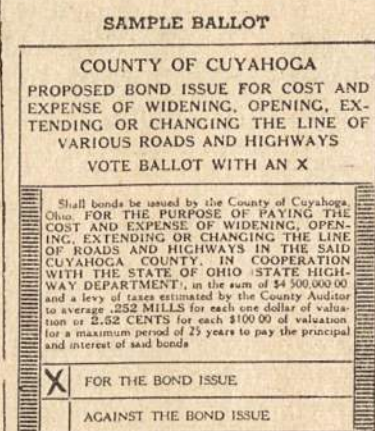 SAMPLE BALLOT
COUNTY OF CUYAHOGA
PROPOSED BOND ISSUE FOR COST AND
EXPENSE OF WIDENING, OPENING, EX-
TENDING OR CHANGING THE LINE OF
VARIOUS ROADS AND HIGHWAYS
VOTE BALLOT WITH AN X
Shall bonds be issued by the County of Cuyahoga,
Ohio, FOR THE PURPOSE OF PAYING THE
COST AND EXPENSE OF WIDENING, OPEN-
ING, EXTENDING OR CHANGING THE LINE
OF ROADS AND HIGHWAYS IN THE SAID
CUYAHOGA COUNTY, IN COOPERATION
WITH THE STATE OF OHIO (STATE HIGH-
WAY DEPARTMENT), in the sum of $4 500,000 00
and a levy of taxes estimated by the County Auditor
to average .252 MILLS for each one dollar of valua-
tion or 2.52 CENTS for each $100 00 of valuation
for a maximum period of 25 years to pay the principal
and interest of said bonds
X FOR THE BOND ISSUE
AGAINST THE BOND ISSUE